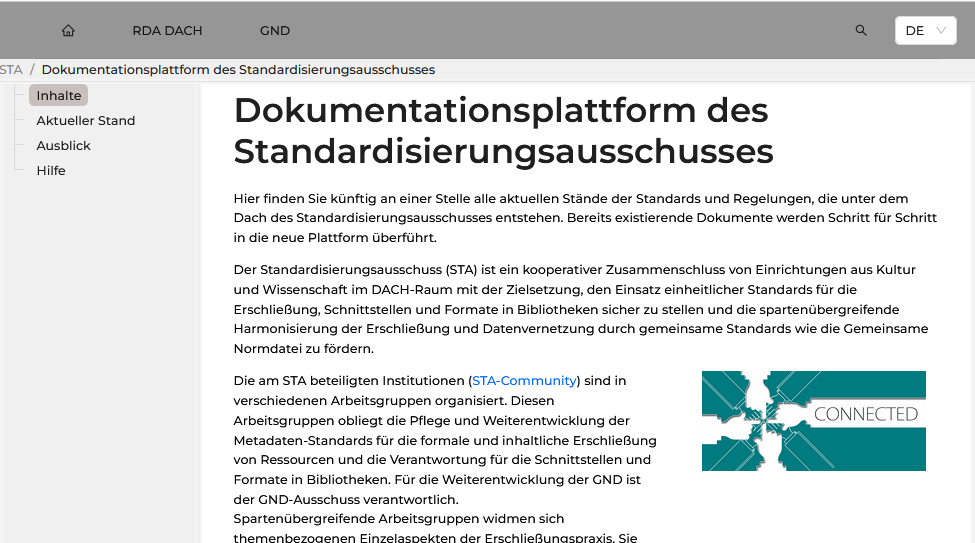 RDA DACH GND DE
STA / Dokumentationsplattform des Standardisierungsausschusses
Inhalte
Aktueller Stand
Ausblick
Hilfe
Dokumentationsplattform des
Standardisierungsausschusses
Hier finden Sie künftig an einer Stelle alle aktuellen Stände der Standards und Regelungen, die unter dem
Dach des Standardisierungsausschusses entstehen. Bereits existierende Dokumente werden Schritt für Schritt
in die neue Plattform überführt.
Der Standardisierungsausschuss (STA) ist ein kooperativer Zusammenschluss von Einrichtungen aus Kultur
und Wissenschaft im DACH-Raum mit der Zielsetzung, den Einsatz einheitlicher Standards für die
Erschließung, Schnittstellen und Formate in Bibliotheken sicher zu stellen und die spartenübergreifende
Harmonisierung der Erschließung und Datenvernetzung durch gemeinsame Standards wie die Gemeinsame
Normdatei zu fördern.
Die am STA beteiligten Institutionen (STA-Community) sind in
verschiedenen Arbeitsgruppen organisiert. Diesen
Arbeitsgruppen obliegt die Pflege und Weiterentwicklung der
Metadaten-Standards für die formale und inhaltliche Erschließung
von Ressourcen und die Verantwortung für die Schnittstellen und
Formate in Bibliotheken. Für die Weiterentwicklung der GND ist
der GND-Ausschuss verantwortlich.
Spartenübergreifende Arbeitsgruppen widmen sich
themenbezogenen Einzelaspekten der Erschließungspraxis. Sie
CONNECTED